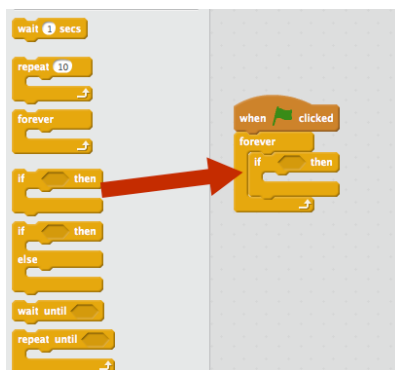 wait 1 secs
repeat 10
forever
if then
if then
else
wait until
repeat until
when clicked
forever
if then